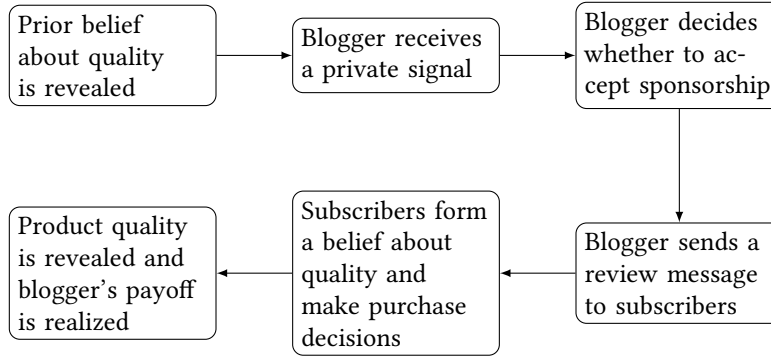 Prior belief
about quality
is revealed
Blogger receives
a private signal
Blogger decides
whether to ac-
cept sponsorship
Blogger sends a
review message
to subscribers
Subscribers form
a belief about
quality and
make purchase
decisions
Product quality
is revealed and
blogger's payoff
is realized